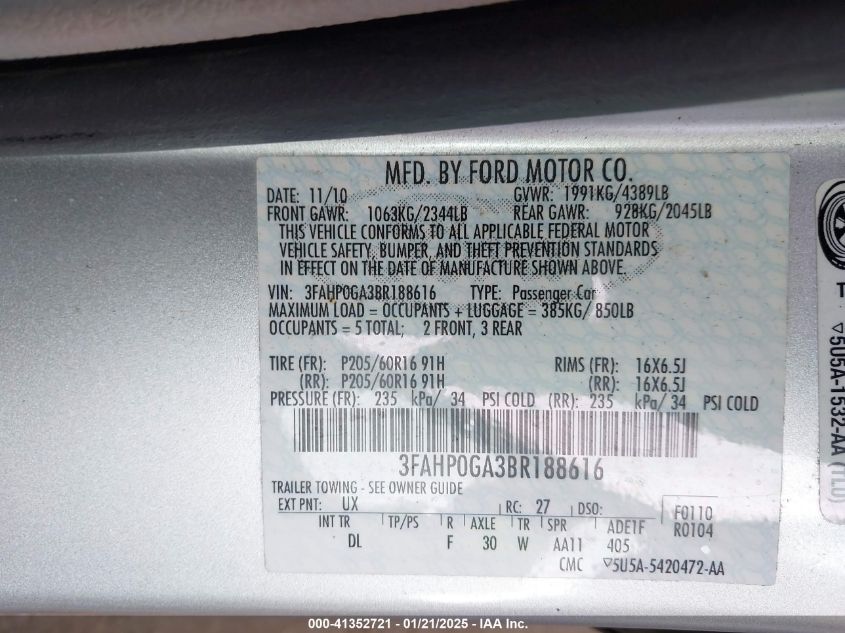 MFD. BY FORD MOTOR CO.
DATE: 11/10 GVWR: 1991KG/4389LB
FRONT GAWR: 1063KG/2344LB REAR GAWR: 928KG/2045LB
THIS VEHICLE CONFORMS TO ALL APPLICABLE FEDERAL MOTOR
VEHICLE SAFETY, BUMPER, AND THEFT PREVENTION STANDARDS
IN EFFECT ON THE DATE OF MANUFACTURE SHOWN ABOVE.
VIN: 3FAHP0GA3BR188616 TYPE: Passenger Car
MAXIMUM LOAD = OCCUPANTS + LUGGAGE = 385KG/ 850LB
OCCUPANTS = 5 TOTAL; 2 FRONT, 3 REAR
TIRE (FR): P205/60R16 91H RIMS (FR): 16X6.5J
(RR): P205/60R16 91H (RR): 16X6.5J
PRESSURE (FR): 235 kPa/ 34 PSI COLD (RR): 235 kPa/ 34 PSI COLD
3FAHP0GA3BR188616
TRAILER TOWING - SEE OWNER GUIDE
EXT PNT: UX RC: 27 DSO: F0110
INT TR TP/PS R AXLE TR SPR ADE1F R0104
DL F 30 W AA11 405
CMC ▽5U5A-5420472-AA
▽5U5A-1532-AA (TLD)
000-41352721 - 01/21/2025 - IAA Inc.